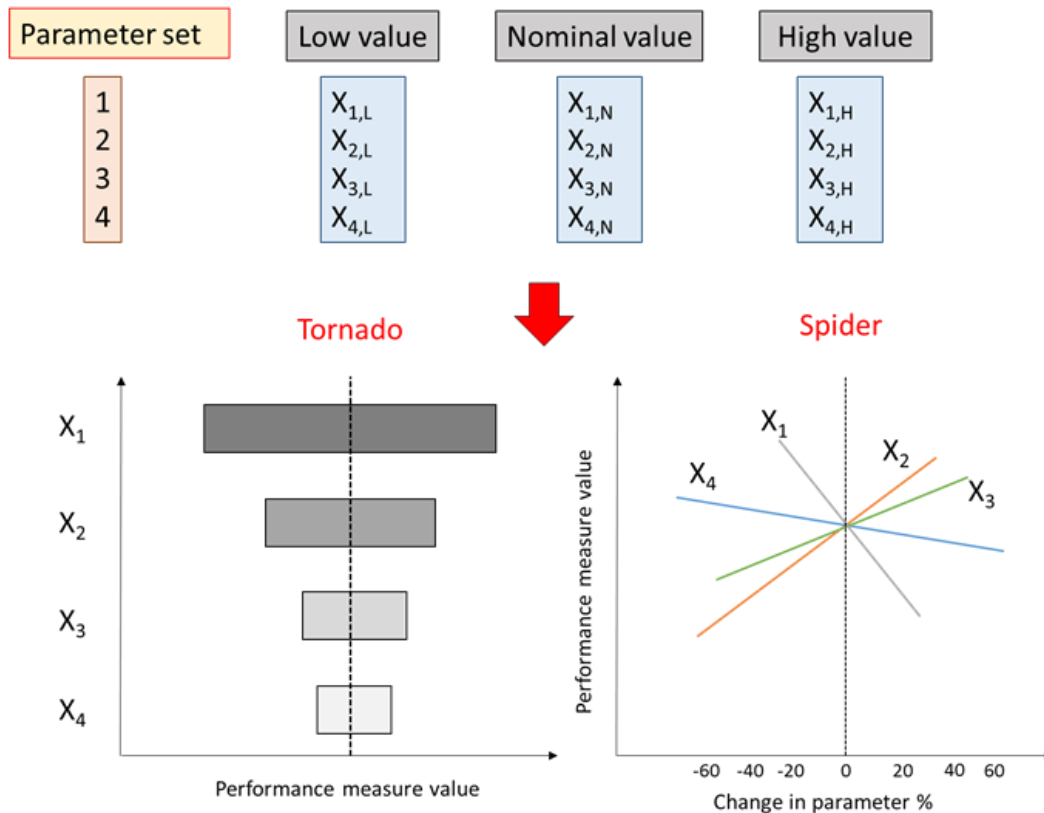 Parameter set Low value Nominal value High value
1 X1,L X1,N X1,H
2 X2,L X2,N X2,H
3 X3,L X3,N X3,H
4 X4,L X4,N X4,H
Tornado
X1
X2
X3
X4
Performance measure value
Spider
Performance measure value
X1
X2
X3
X4
-60 -40 -20 0 20 40 60
Change in parameter %